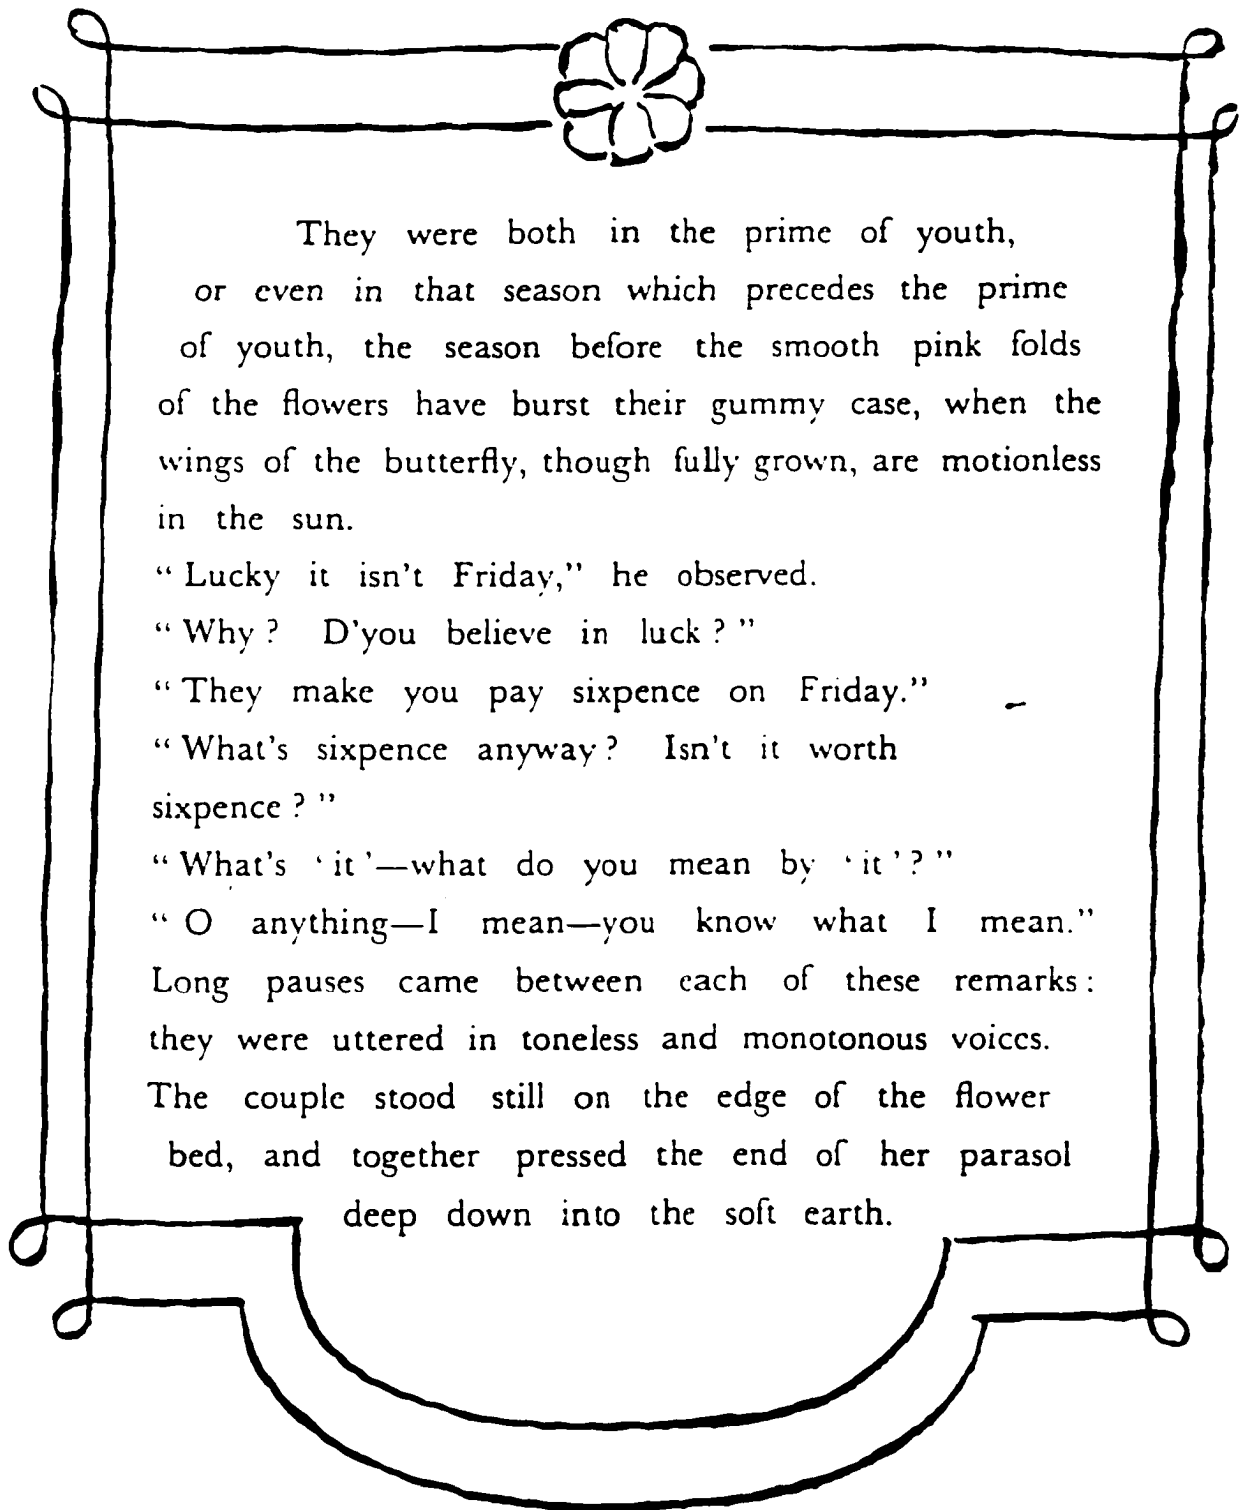 They were both in the prime of youth,
or even in that season which precedes the prime
of youth, the season before the smooth pink folds
of the flowers have burst their gummy case, when the
wings of the butterfly, though fully grown, are motionless
in the sun.
“ Lucky it isn't Friday,” he observed.
“ Why ? D'you believe in luck ? ”
“ They make you pay sixpence on Friday.”
“ What's sixpence anyway ? Isn't it worth
sixpence ? ”
“ What's ‘ it ’—what do you mean by ‘ it ’ ? ”
“ O anything—I mean—you know what I mean.”
Long pauses came between each of these remarks :
they were uttered in toneless and monotonous voices.
The couple stood still on the edge of the flower
bed, and together pressed the end of her parasol
deep down into the soft earth.